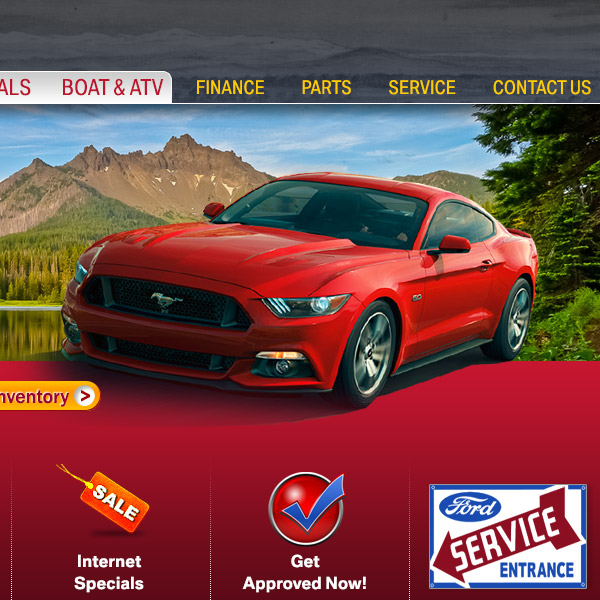 ALS BOAT & ATV FINANCE PARTS SERVICE CONTACT US
nventory >
SALE
Internet
Specials
Get
Approved Now!
Ford
SERVICE
ENTRANCE